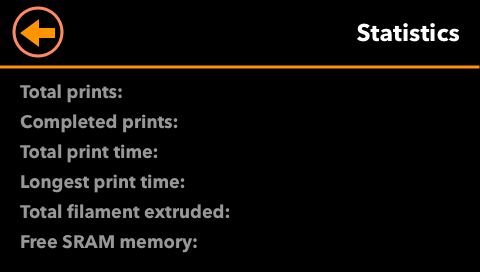 Statistics
Total prints:
Completed prints:
Total print time:
Longest print time:
Total filament extruded:
Free SRAM memory: